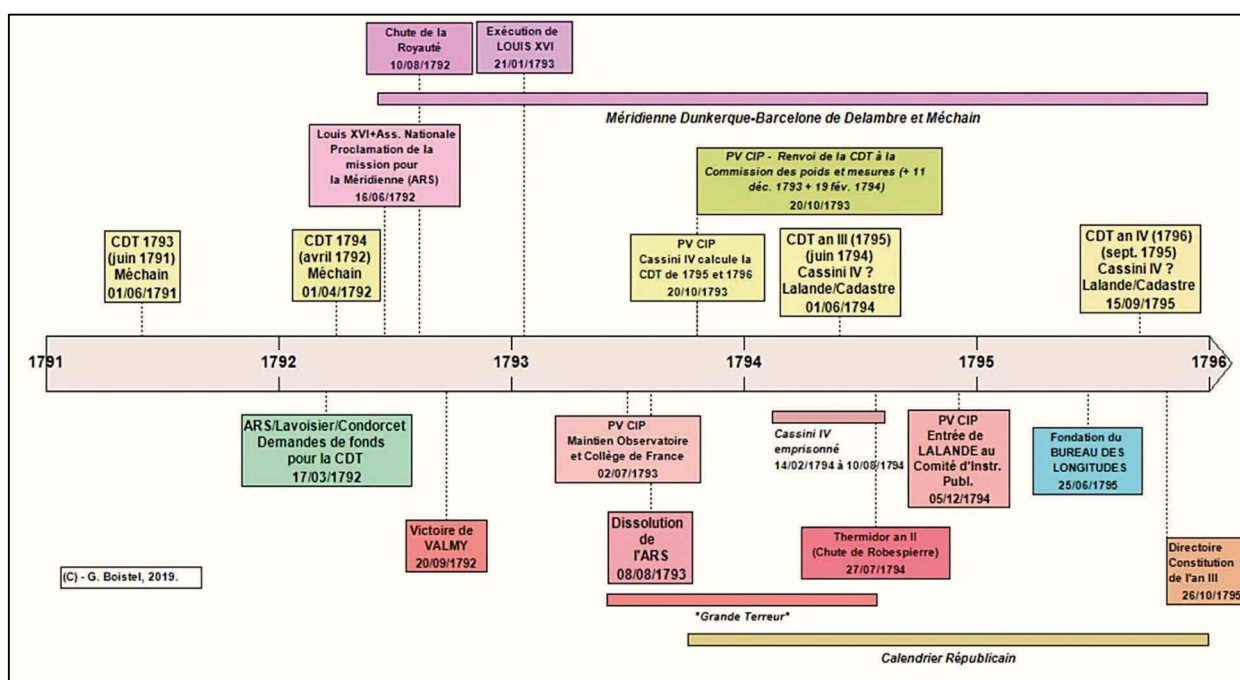 Chute de la
Royauté
10/08/1792
Exécution de
LOUIS XVI
21/01/1793
Méridienne Dunkerque-Barcelone de Delambre et Méchain
Louis XVI+Ass. Nationale
Proclamation de la
mission pour
la Méridienne (ARS)
16/06/1792
PV CIP - Renvoi de la CDT à la
Commission des poids et mesures (+ 11
déc. 1793 + 19 fév. 1794)
20/10/1793
CDT 1793
(juin 1791)
Méchain
01/06/1791
CDT 1794
(avril 1792)
Méchain
01/04/1792
PV CIP
Cassini IV calcule la
CDT de 1795 et 1796
20/10/1793
CDT an III (1795)
(juin 1794)
Cassini IV ?
Lalande/Cadastre
01/06/1794
CDT an IV (1796)
(sept. 1795)
Cassini IV ?
Lalande/Cadastre
15/09/1795
1791 1792 1793 1794 1795 1796
ARS/Lavoisier/Condorcet
Demandes de fonds
pour la CDT
17/03/1792
PV CIP
Maintien Observatoire
et Collège de France
02/07/1793
Cassini IV
emprisonné
14/02/1794 à 10/08/1794
PV CIP
Entrée de
LALANDE au
Comité d'Instr.
Publ.
05/12/1794
Fondation du
BUREAU DES
LONGITUDES
25/06/1795
Victoire de
VALMY
20/09/1792
Dissolution
de
l'ARS
08/08/1793
Thermidor an II
(Chute de Robespierre)
27/07/1794
Directoire
Constitution
de l'an III
26/10/1795
(C) - G. Boistel, 2019.
"Grande Terreur"
Calendrier Républicain